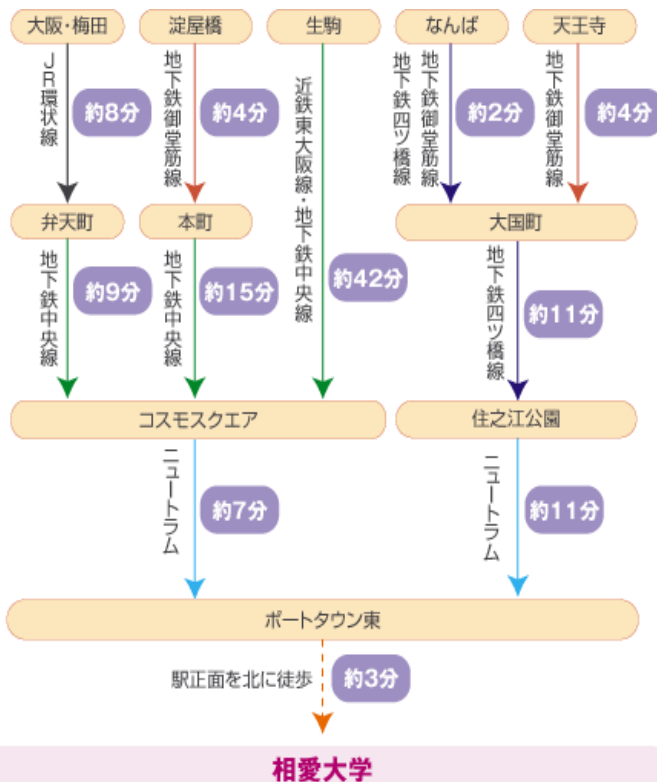 大阪・梅田
淀屋橋
生駒
なんば
天王寺
JR環状線
約8分
地下鉄御堂筋線
約4分
近鉄東大阪線・地下鉄中央線
約42分
地下鉄四ツ橋線
地下鉄御堂筋線
約2分
地下鉄御堂筋線
約4分
弁天町
本町
大国町
地下鉄中央線
約9分
地下鉄中央線
約15分
地下鉄四ツ橋線
約11分
コスモスクエア
住之江公園
ニュートラム
約7分
ニュートラム
約11分
ポートタウン東
駅正面を北に徒歩
約3分
相愛大学